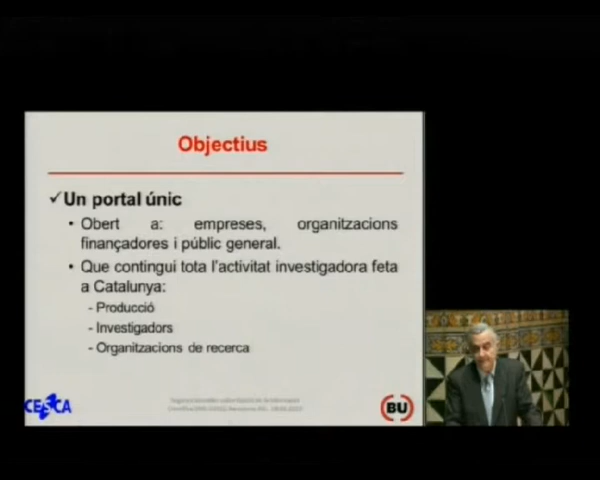 Objectius
✓Un portal únic
• Obert a: empreses, organitzacions
finançadores i públic general.
• Que contingui tota l'activitat investigadora feta
a Catalunya:
- Producció
- Investigadors
- Organitzacions de recerca
CESCA
BU